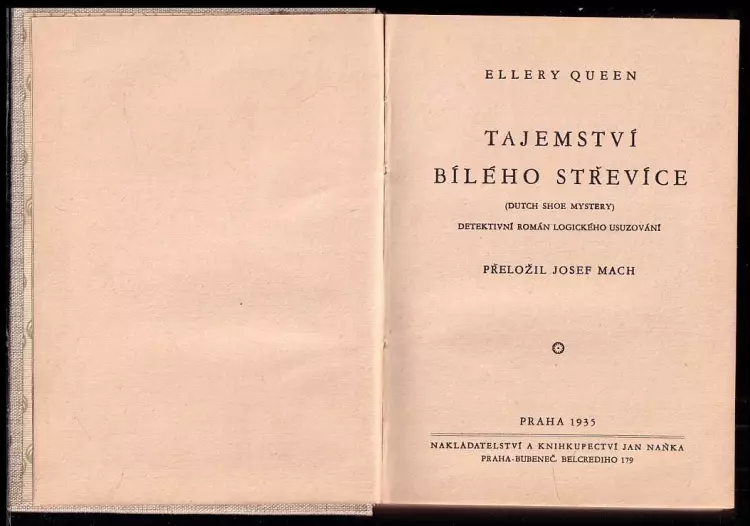 ELLERY QUEEN
TAJEMSTVÍ
BÍLÉHO STŘEVÍCE
(DUTCH SHOE MYSTERY)
DETEKTIVNÍ ROMÁN LOGICKÉHO USUZOVÁNÍ
PŘELOŽIL JOSEF MACH
PRAHA 1935
NAKLADATELSTVÍ A KNIHKUPECTVÍ JAN NAŇKA
PRAHA-BUBENEČ, BELCREDIHO 179